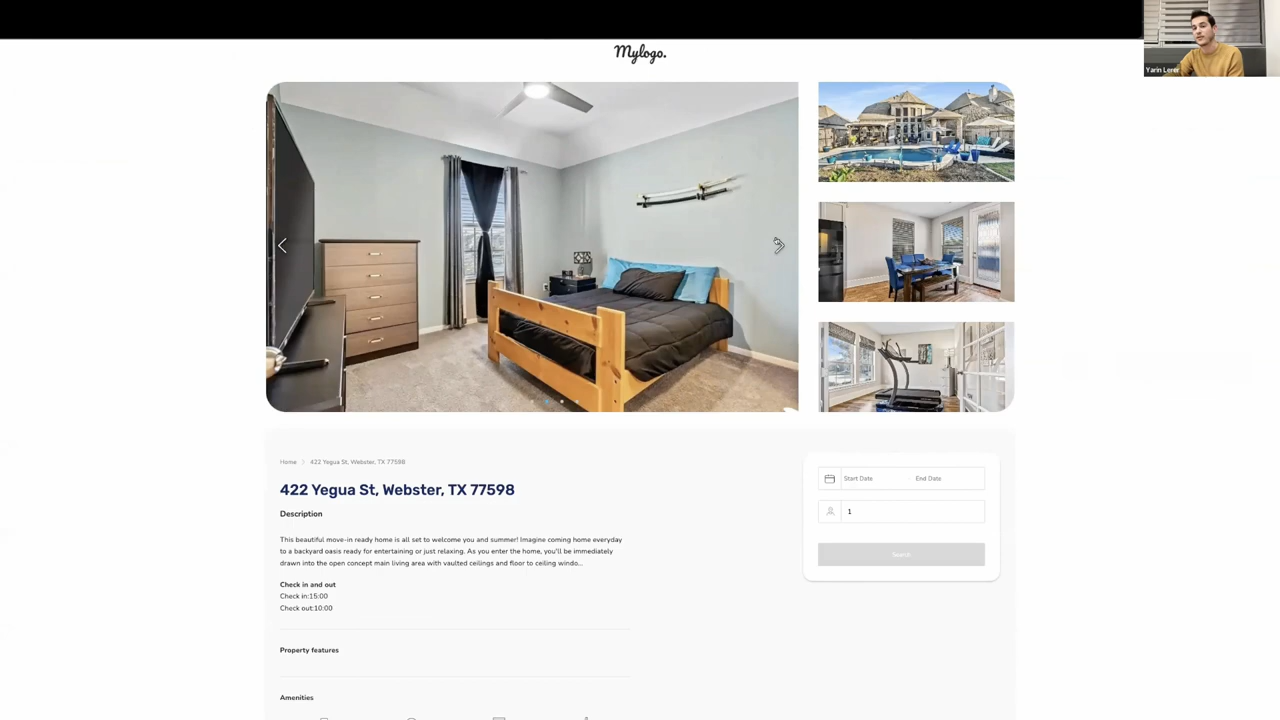 Mylogo.
Yarin Lerer
Home > 422 Yegua St, Webster, TX 77598
422 Yegua St, Webster, TX 77598
Description
This beautiful move-in ready home is all set to welcome you and summer! Imagine coming home everyday
to a backyard oasis ready for entertaining or just relaxing. As you enter the home, you'll be immediately
drawn into the open concept main living area with vaulted ceilings and floor to ceiling windo...
Check in and out
Check in:15:00
Check out:10:00
Property features
Amenities
Start Date End Date
1
Search